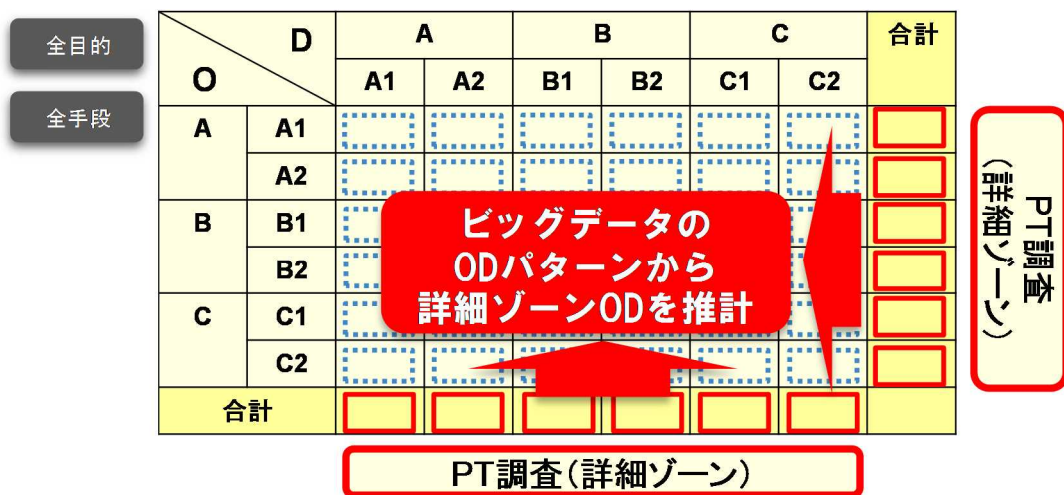 全目的
全手段
D
O
A
B
C
合計
A1
A2
B1
B2
C1
C2
A
A1
A2
B
B1
B2
C
C1
C2
合計
ビッグデータの
ODパターンから
詳細ゾーンODを推計
PT調査
(詳細ゾーン)
PT調査(詳細ゾーン)